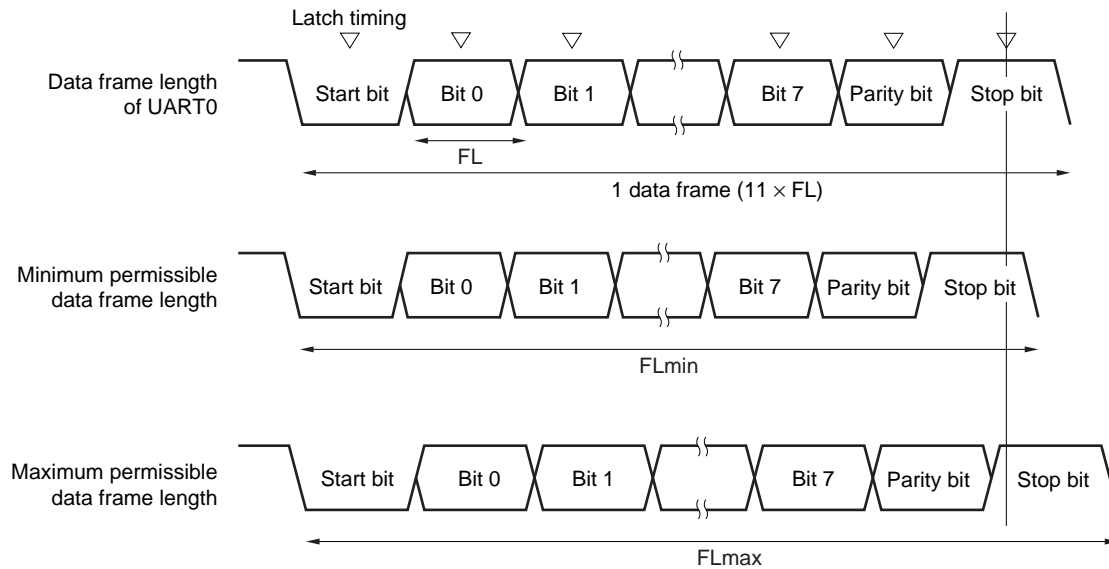 Latch timing
Data frame length
of UART0
Start bit
Bit 0
Bit 1
Bit 7
Parity bit
Stop bit
FL
1 data frame (11 × FL)
Minimum permissible
data frame length
Start bit
Bit 0
Bit 1
Bit 7
Parity bit
Stop bit
FLmin
Maximum permissible
data frame length
Start bit
Bit 0
Bit 1
Bit 7
Parity bit
Stop bit
FLmax